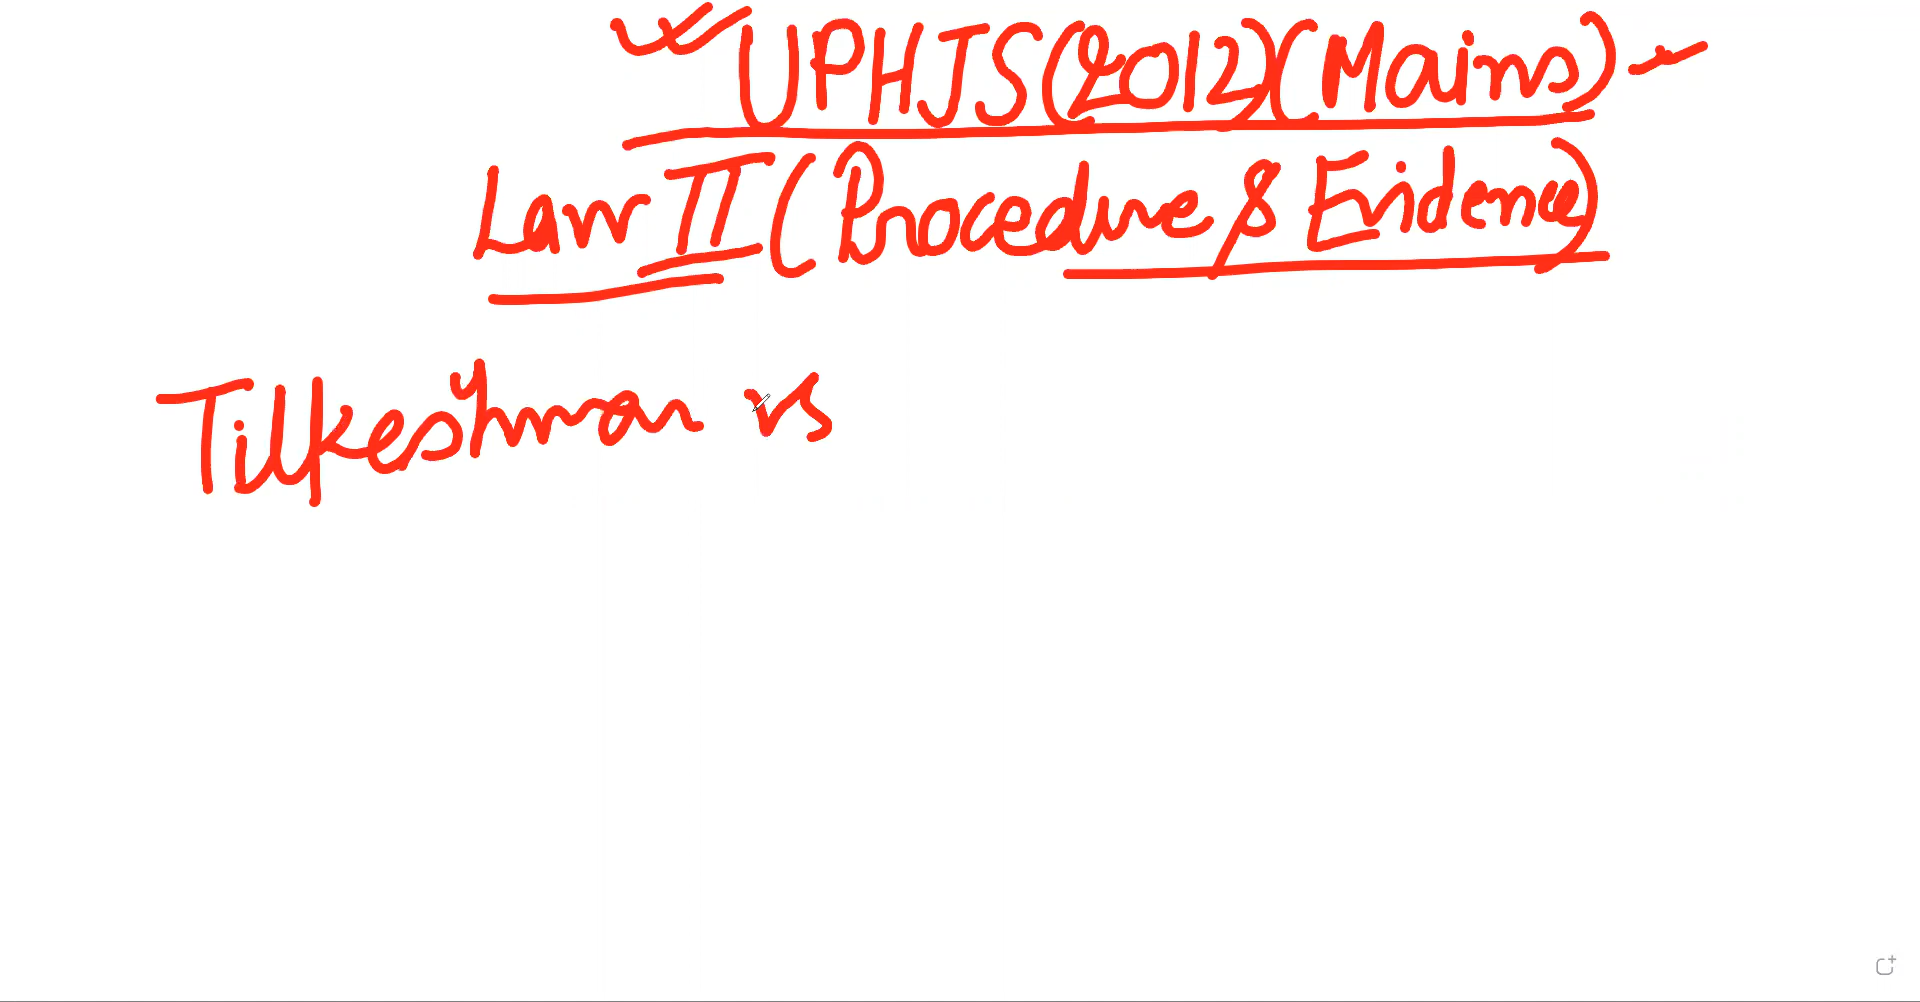 UPHJS(2012)(Mains)
Law II (Procedure & Evidence)
Tilkeshwar vs